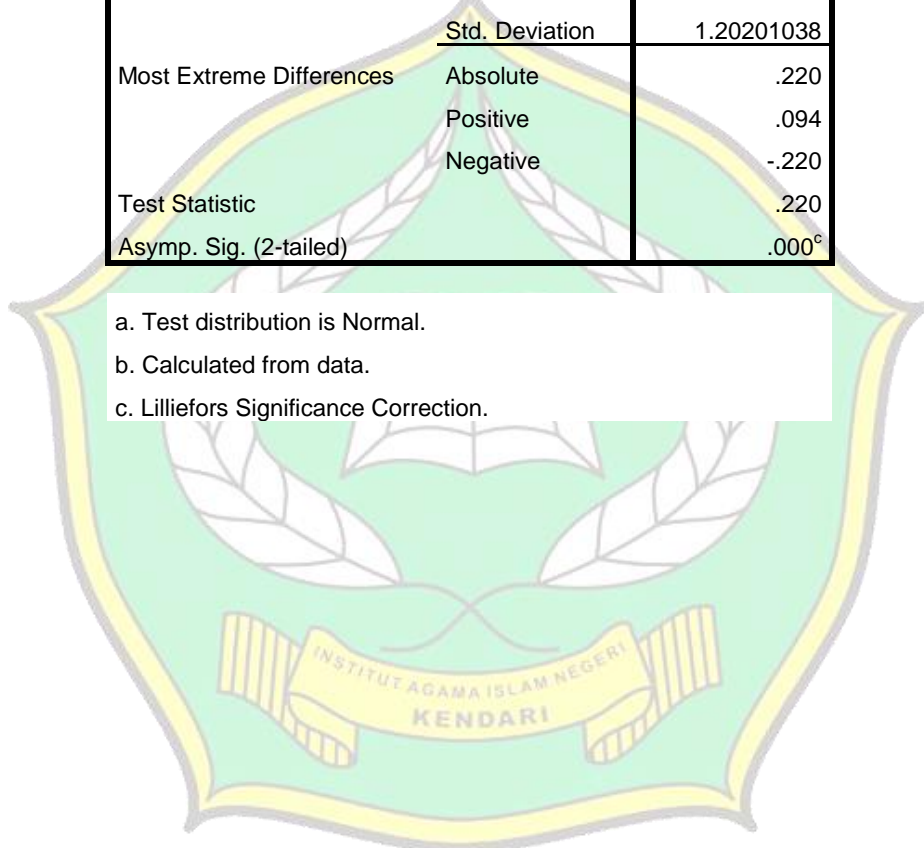 Std. Deviation 1.20201038
Most Extreme Differences Absolute .220
Positive .094
Negative -.220
Test Statistic .220
Asymp. Sig. (2-tailed) .000c
a. Test distribution is Normal.
b. Calculated from data.
c. Lilliefors Significance Correction.
INSTITUT AGAMA ISLAM NEGERI
KENDARI